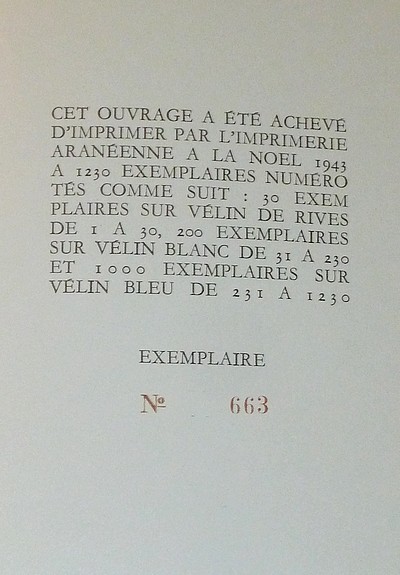 CET OUVRAGE A ÉTÉ ACHEVÉ
D'IMPRIMER PAR L'IMPRIMERIE
ARANÉENNE A LA NOEL 1943
A 1230 EXEMPLAIRES NUMÉRO
TÉS COMME SUIT : 30 EXEM
PLAIRES SUR VÉLIN DE RIVES
DE 1 A 30, 200 EXEMPLAIRES
SUR VÉLIN BLANC DE 31 A 230
ET 1000 EXEMPLAIRES SUR
VÉLIN BLEU DE 231 A 1230
EXEMPLAIRE
№ 663